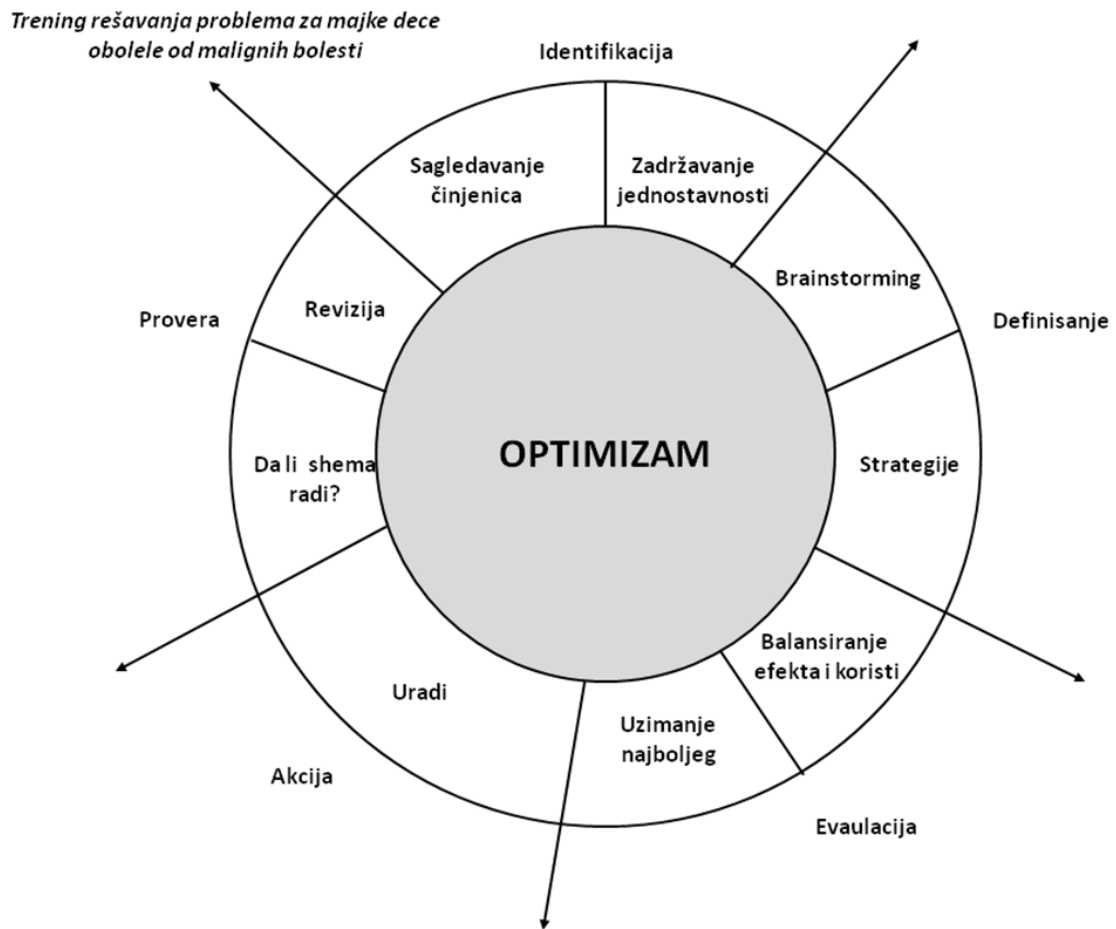 Trening rešavanja problema za majke dece
obolele od malignih bolesti
Identifikacija
Sagledavanje
činjenica
Zadržavanje
jednostavnosti
Brainstorming
Revizija
Provera
Definisanje
OPTIMIZAM
Da li shema
radi?
Strategije
Balansiranje
efekta i koristi
Uradi
Uzimanje
najboljeg
Akcija
Evaulacija